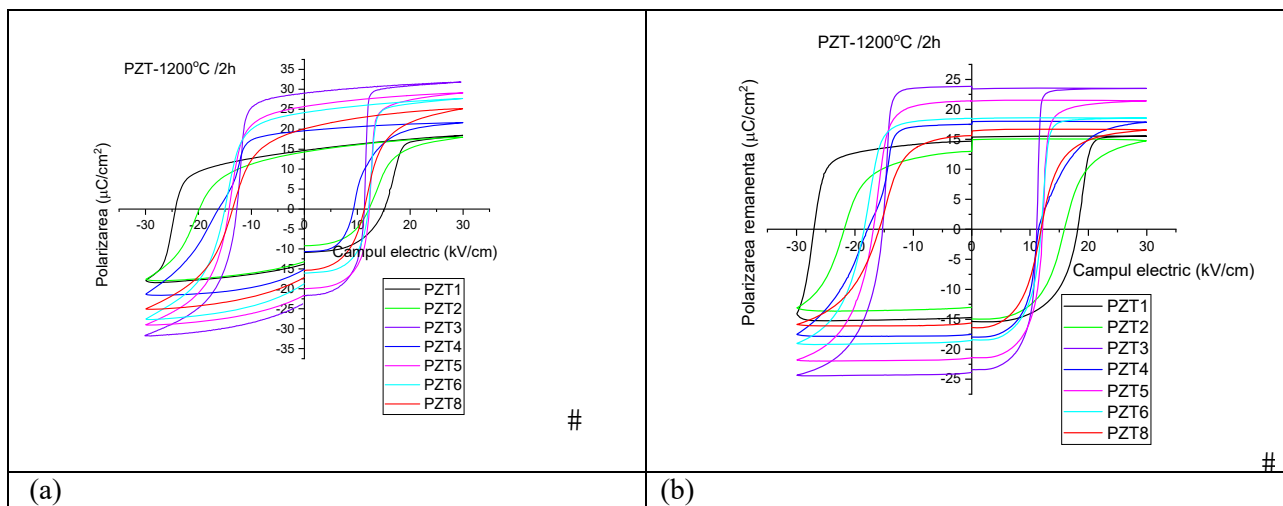 PZT-1200°C /2h
35
30
25
20
15
10
5
0
-5
-10
-15
-20
-25
-30
-35
-30
-20
-10
0
10
20
30
Polarizarea (µC/cm²)
Campul electric (kV/cm)
PZT1
PZT2
PZT3
PZT4
PZT5
PZT6
PZT8
#
(a)
PZT-1200°C /2h
25
20
15
10
5
0
-5
-10
-15
-20
-25
-30
-20
-10
0
10
20
30
Polarizarea remanenta (µC/cm²)
Campul electric (kV/cm)
PZT1
PZT2
PZT3
PZT4
PZT5
PZT6
PZT8
#
(b)